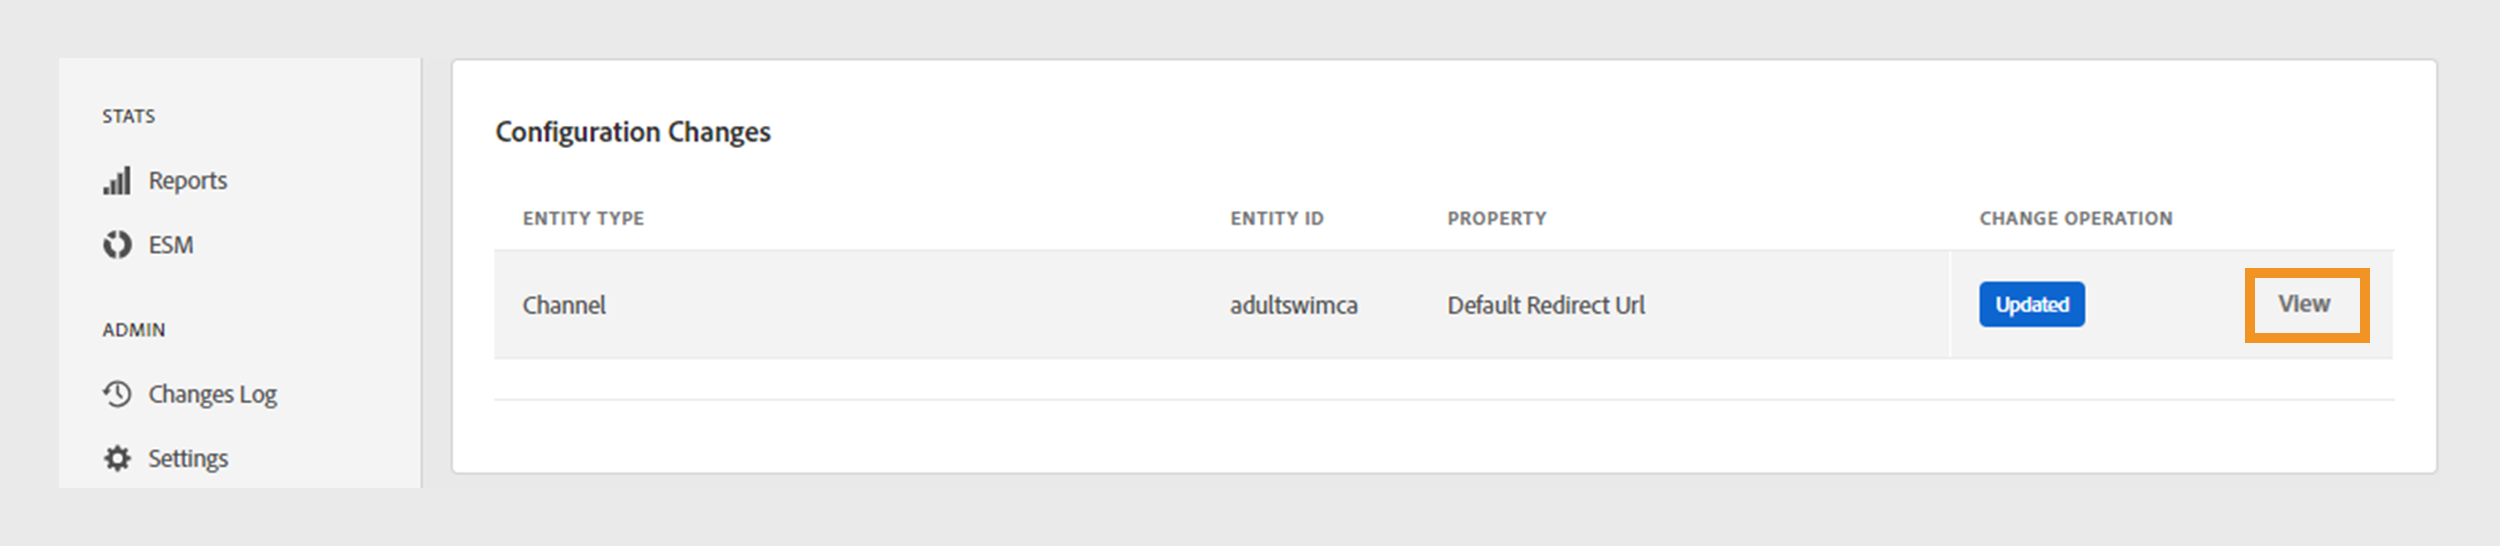 STATS
Reports
ESM
ADMIN
Changes Log
Settings
Configuration Changes
ENTITY TYPE ENTITY ID PROPERTY CHANGE OPERATION
Channel adultswimca Default Redirect Url Updated View